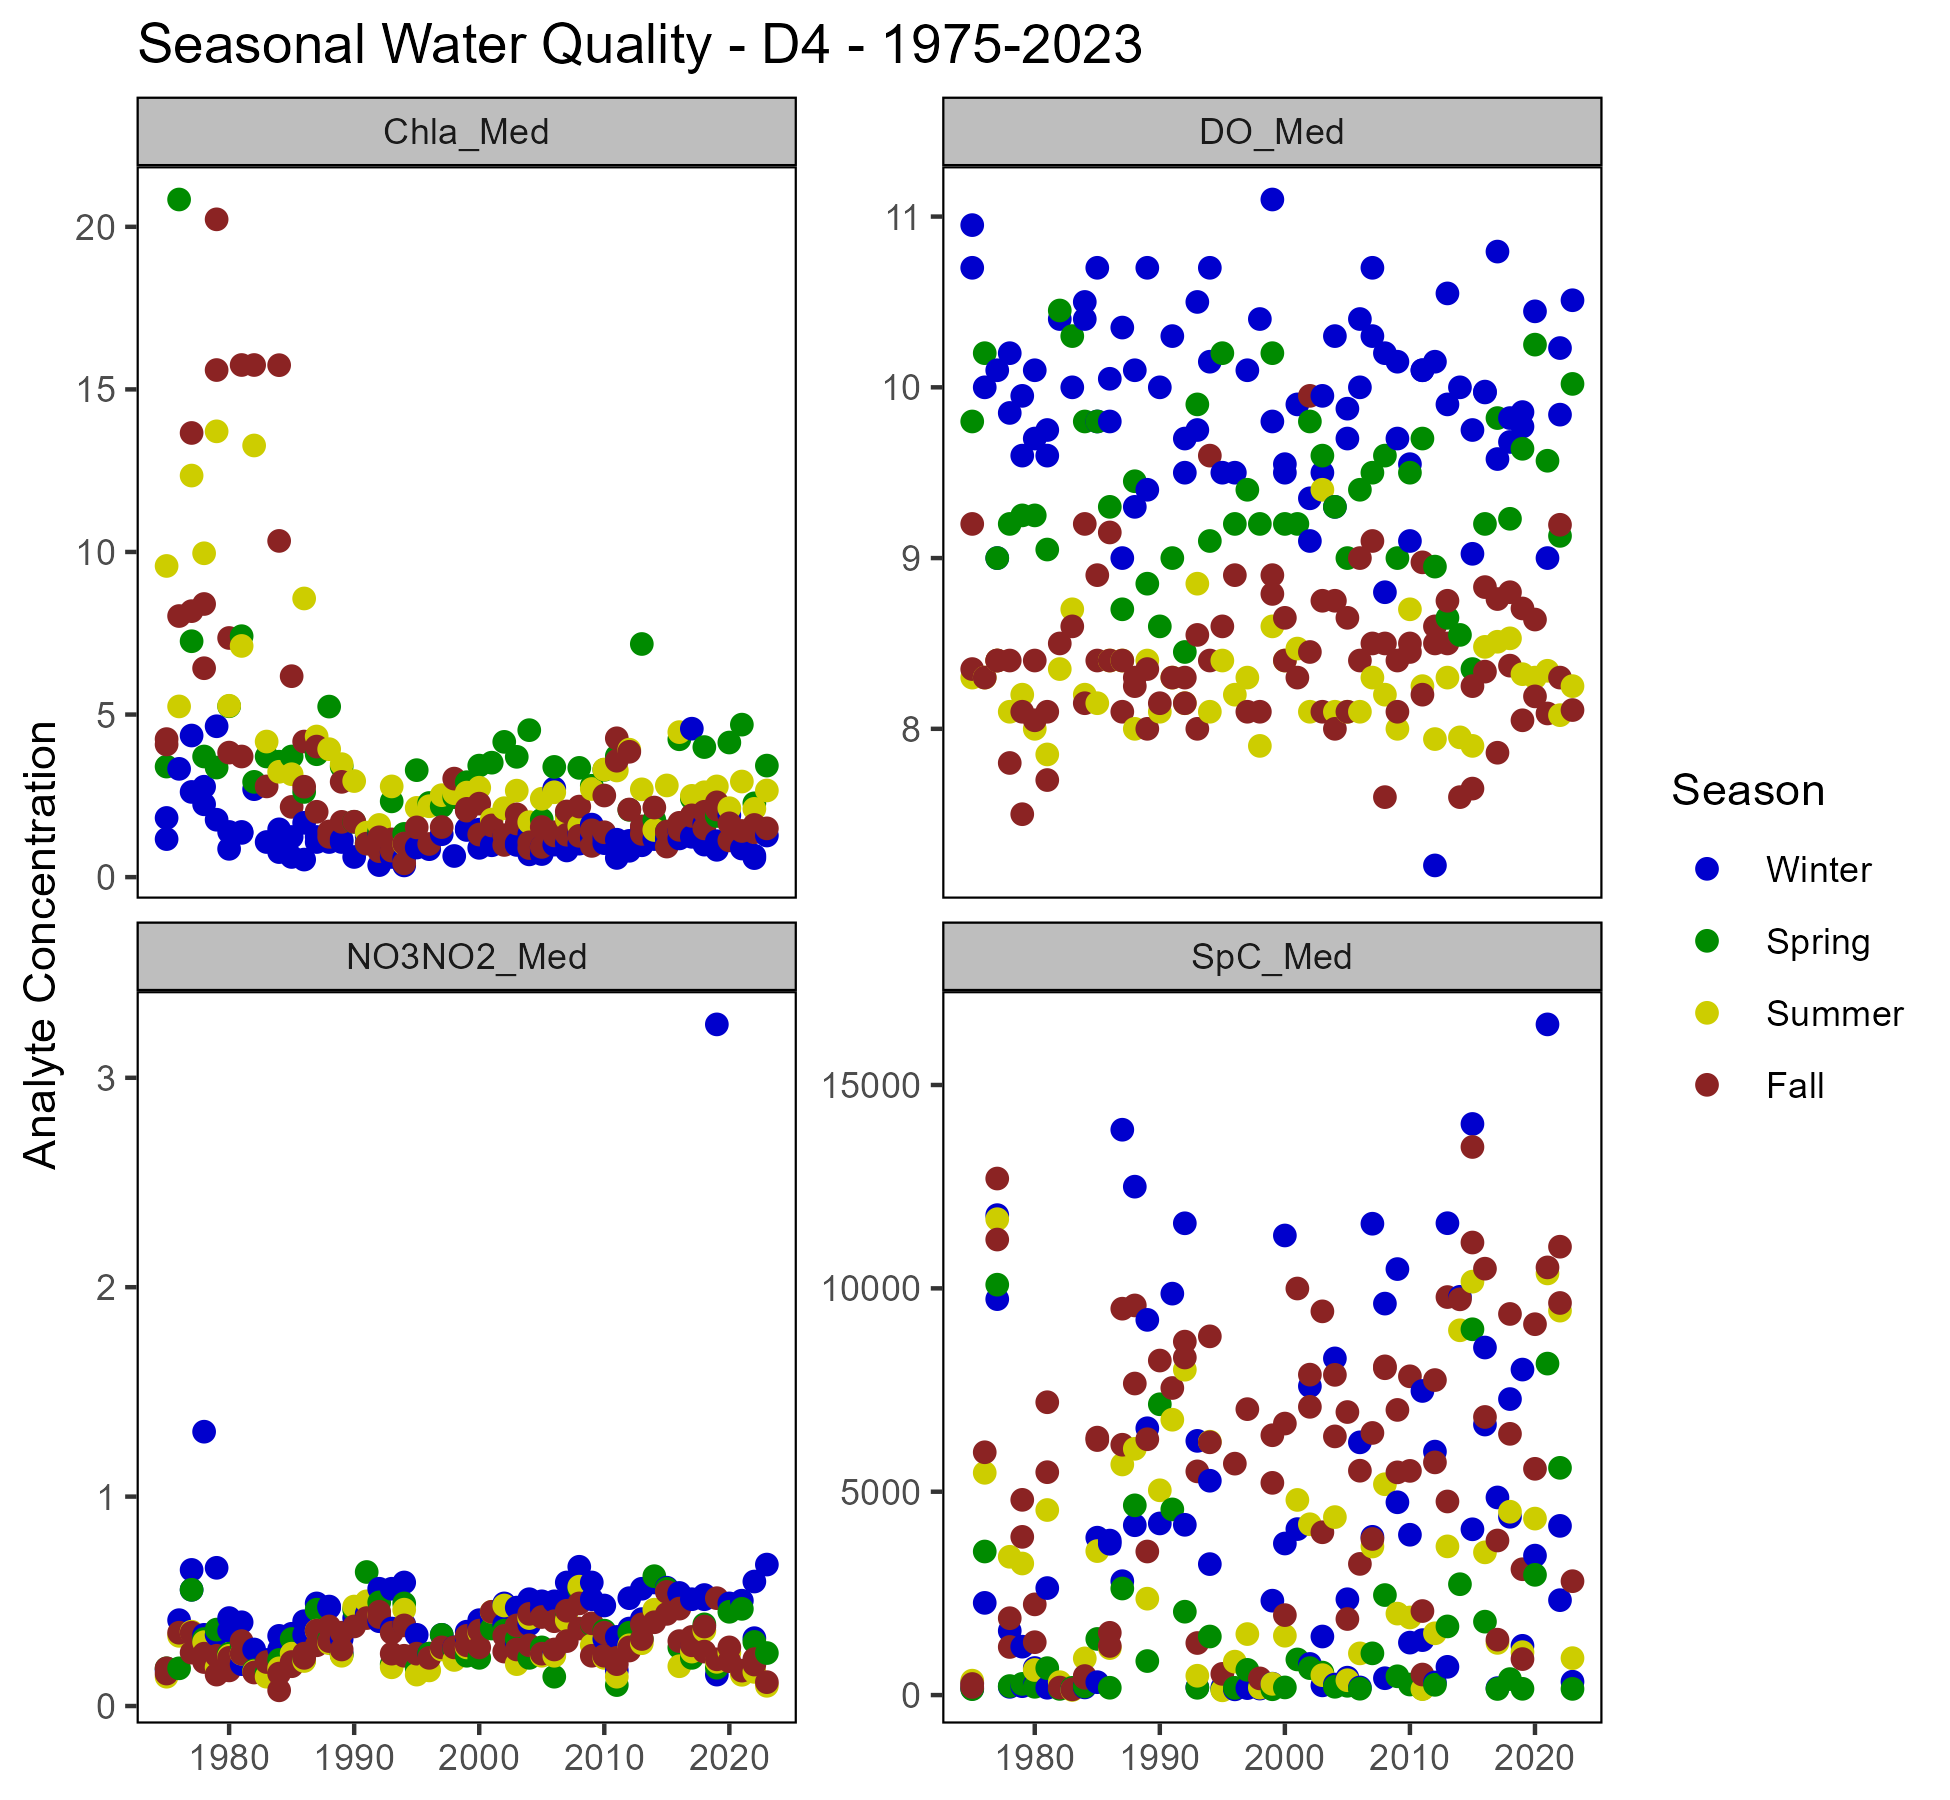 Seasonal Water Quality - D4 - 1975-2023
Chla_Med
DO_Med
20
15
10
5
0
11
10
9
8
Analyte Concentration
NO3NO2_Med
SpC_Med
3
2
1
0
15000
10000
5000
0
1980 1990 2000 2010 2020
1980 1990 2000 2010 2020
Season
Winter
Spring
Summer
Fall